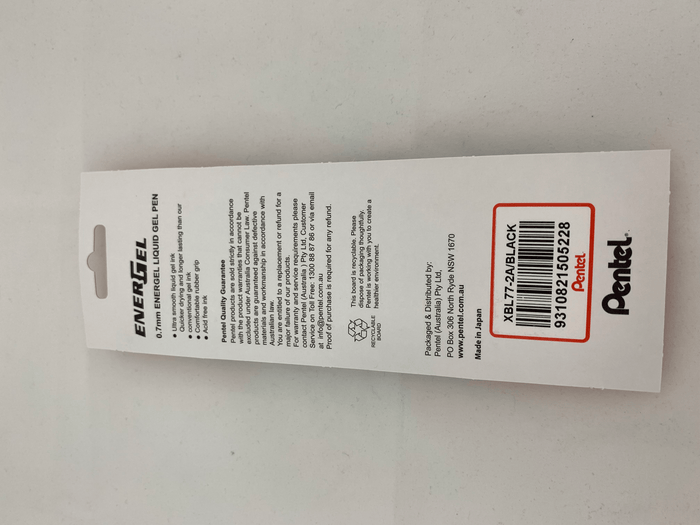 ENERGEL
0.7mm ENERGEL LIQUID GEL PEN
• Ultra smooth liquid gel ink
• Quicker drying and longer lasting than our
• conventional gel ink
• Comfortable rubber grip
• Acid free ink
Pentel Quality Guarantee
Pentel products are sold strictly in accordance
with the product warranties that cannot be
excluded under Australia Consumer Law. Pentel
products are guaranteed against defective
materials and workmanship in accordance with
Australian law.
You are entitled to a replacement or refund for a
major failure of our products.
For warranty and service requirements please
contact Pentel (Australia ) Pty Ltd, Customer
Service on Toll Free: 1300 88 87 86 or via email
at info@pentel.com.au
Proof of purchase is required for any refund.
RECYCLABLE
BOARD
This board is recyclable. Please
dispose of packaging thoughtfully.
Pentel is working with you to create a
healthier environment.
Packaged & Distributed by:
Pentel (Australia) Pty Ltd,
PO Box 306 North Ryde NSW 1670
www.pentel.com.au
Made in Japan
XBL77-2A/BLACK
9310821505228
Pentel
Pentel